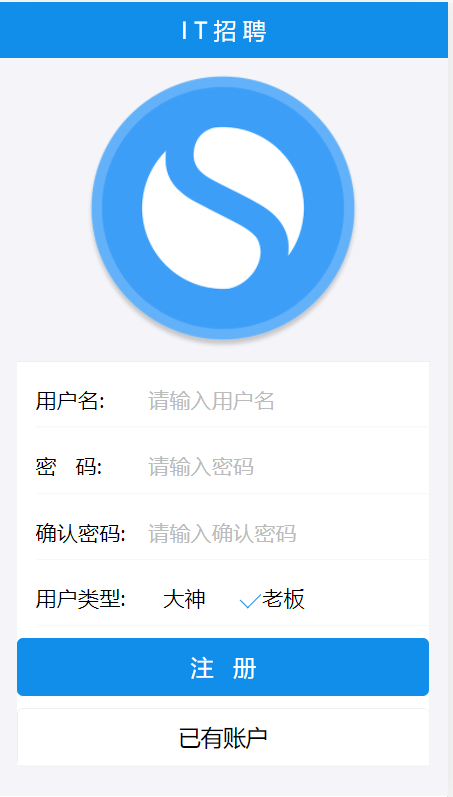 IT招聘
用户名: 请输入用户名
密 码: 请输入密码
确认密码: 请输入确认密码
用户类型: 大神 老板
注 册
已有账户